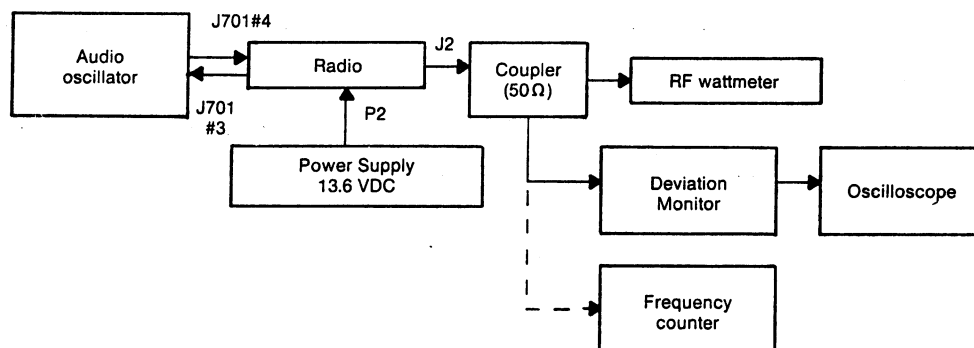 J701#4
Audio
oscillator
Radio
J2
Coupler
(50Ω)
RF wattmeter
J701
#3
P2
Power Supply
13.6 VDC
Deviation
Monitor
Oscilloscope
Frequency
counter